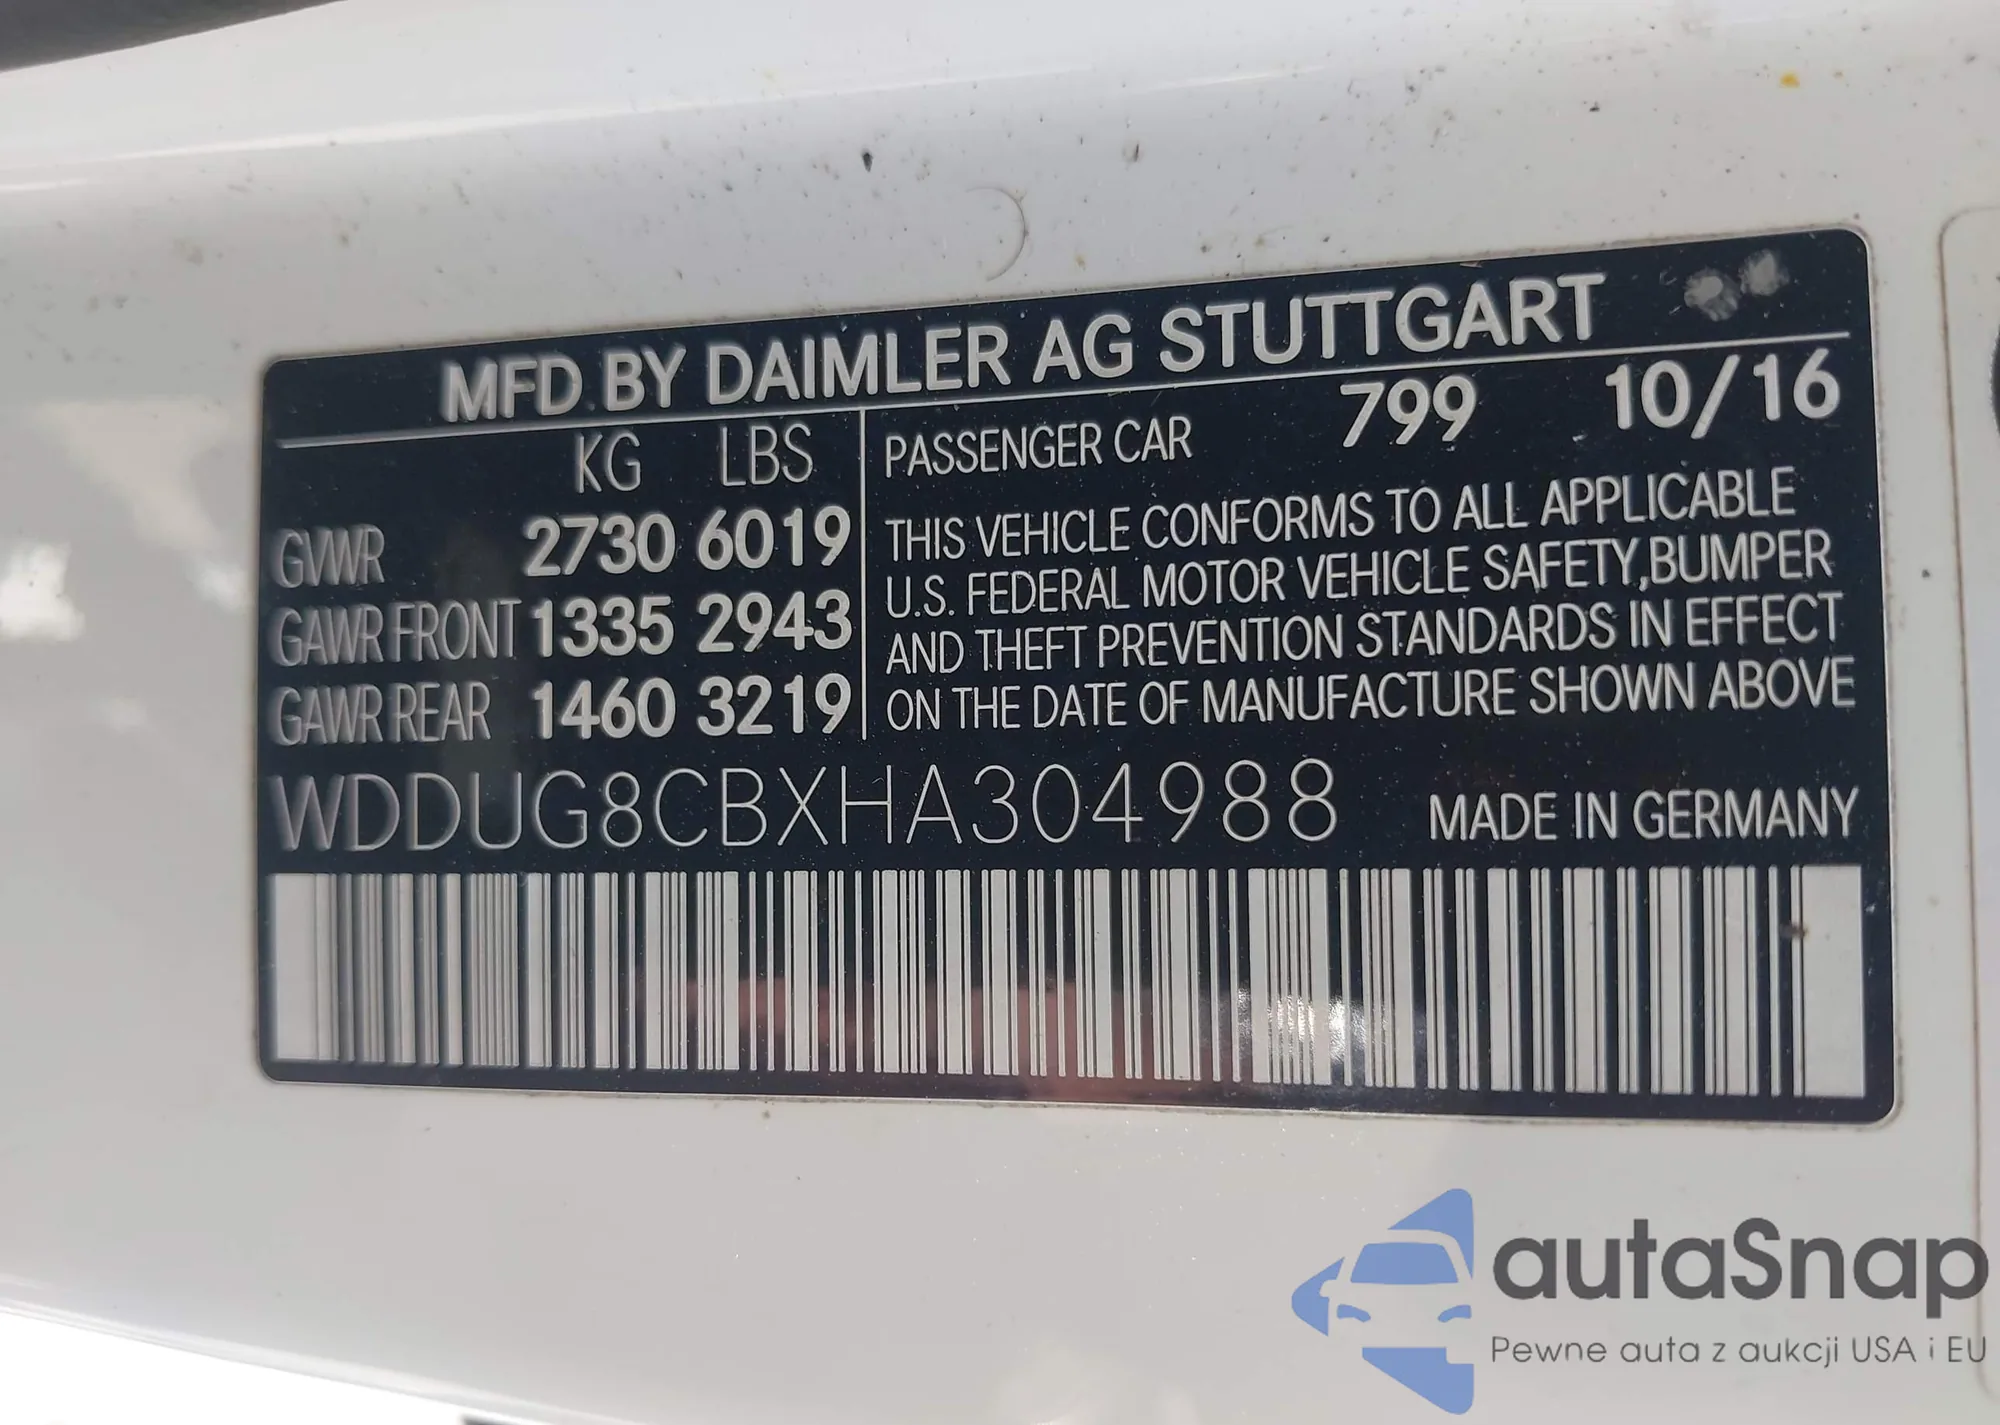 MFD BY DAIMLER AG STUTTGART
KG LBS
GVWR 2730 6019
GAWR FRONT 1335 2943
GAWR REAR 1460 3219
PASSENGER CAR 799 10/16
THIS VEHICLE CONFORMS TO ALL APPLICABLE
U.S. FEDERAL MOTOR VEHICLE SAFETY,BUMPER
AND THEFT PREVENTION STANDARDS IN EFFECT
ON THE DATE OF MANUFACTURE SHOWN ABOVE
WDDUG8CBXHA304988 MADE IN GERMANY
autaSnap
Pewne auta z aukcji USA i EU